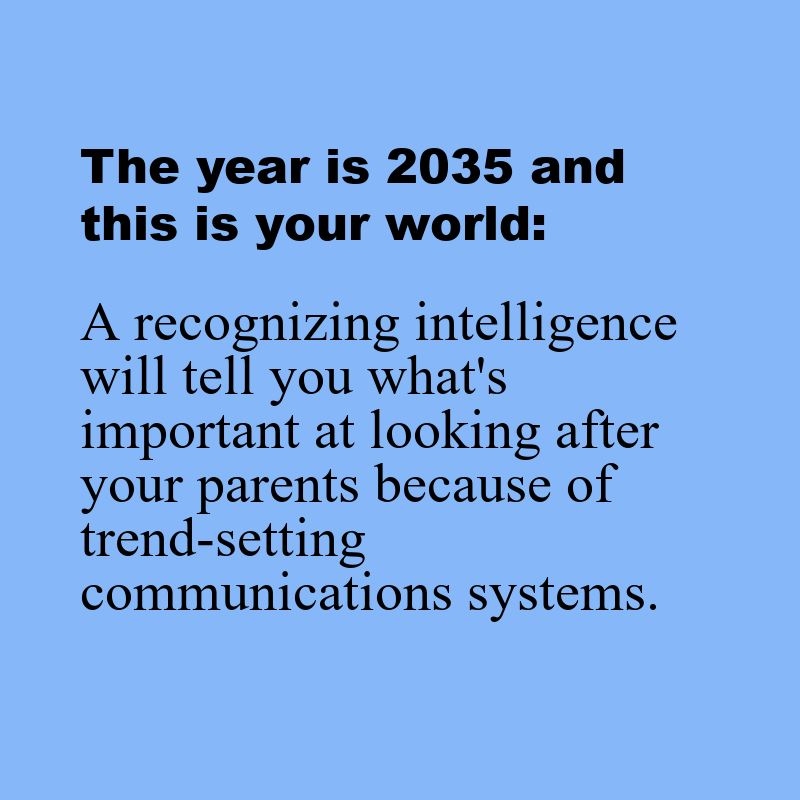 The year is 2035 and
this is your world:
A recognizing intelligence
will tell you what's
important at looking after
your parents because of
trend-setting
communications systems.